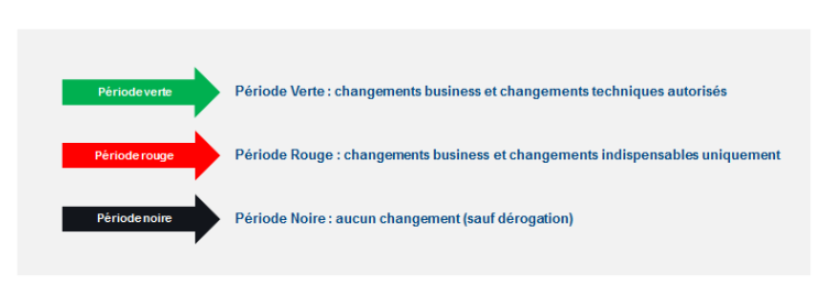 Période verte
Période Verte : changements business et changements techniques autorisés
Période rouge
Période Rouge : changements business et changements indispensables uniquement
Période noire
Période Noire : aucun changement (sauf dérogation)